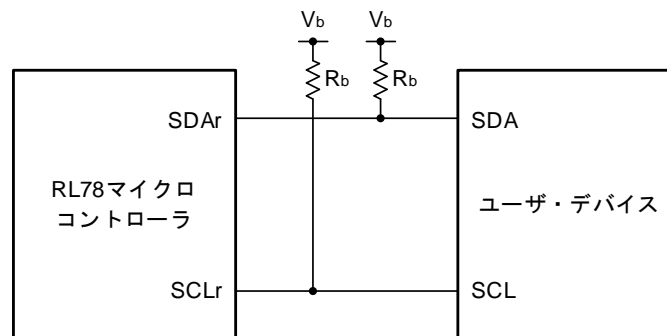 Vb Vb
Rb Rb
SDAr SDA
RL78マイクロ
コントローラ
ユーザ・デバイス
SCLr SCL